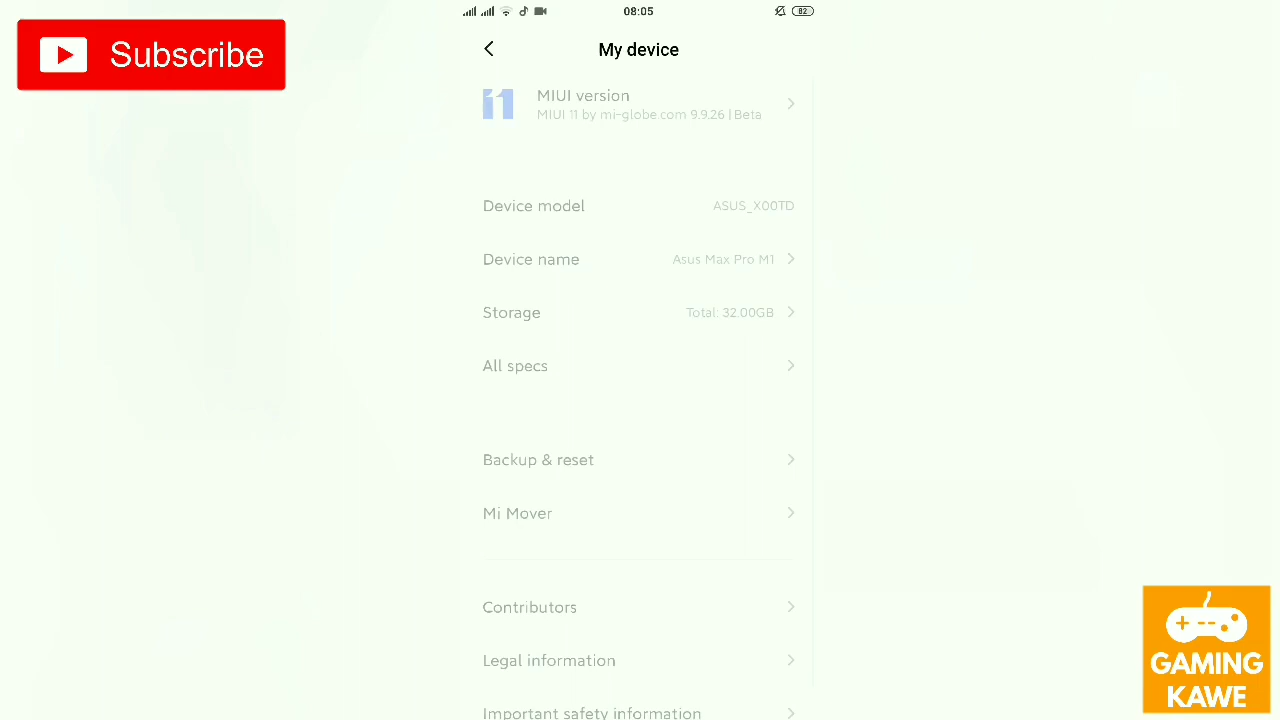 Subscribe
08:05
82
My device
11
MIUI version
MIUI 11 by mi-globe.com 9.9.26 | Beta
Device model
ASUS_X00TD
Device name
Asus Max Pro M1
Storage
Total: 32.00GB
All specs
Backup & reset
Mi Mover
Contributors
Legal information
Important safety information
GAMING
KAWE